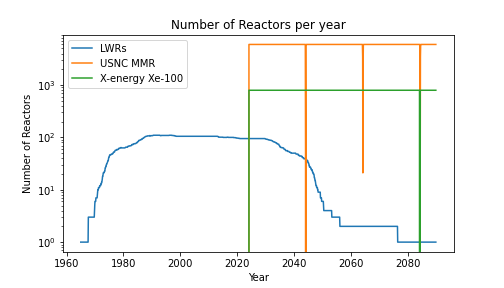 Number of Reactors per year
LWRs
USNC MMR
X-energy Xe-100
Number of Reactors
10³
10²
10¹
10⁰
1960 1980 2000 2020 2040 2060 2080
Year